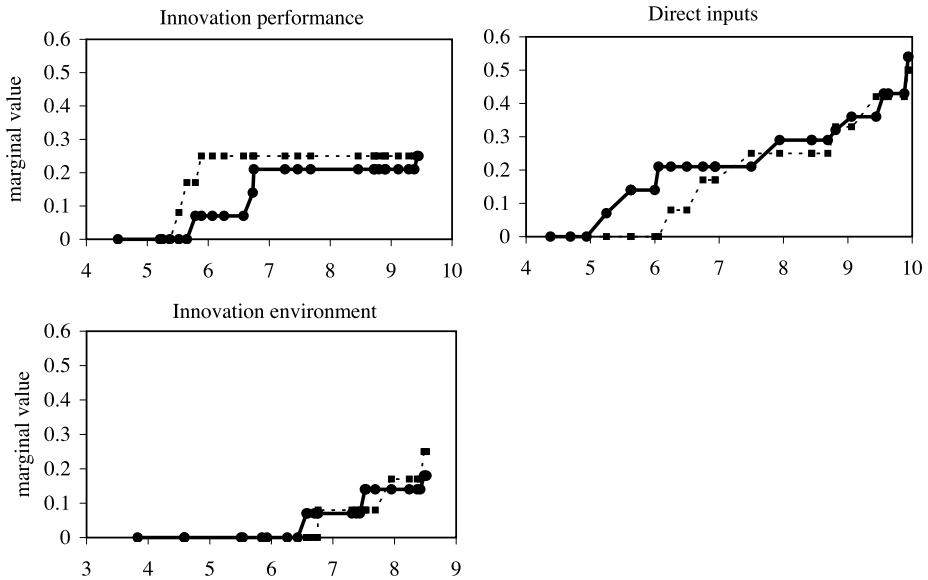 Innovation performance
marginal value
0.6
0.5
0.4
0.3
0.2
0.1
0
4 5 6 7 8 9 10
Direct inputs
0.6
0.5
0.4
0.3
0.2
0.1
0
4 5 6 7 8 9 10
Innovation environment
marginal value
0.6
0.5
0.4
0.3
0.2
0.1
0
3 4 5 6 7 8 9